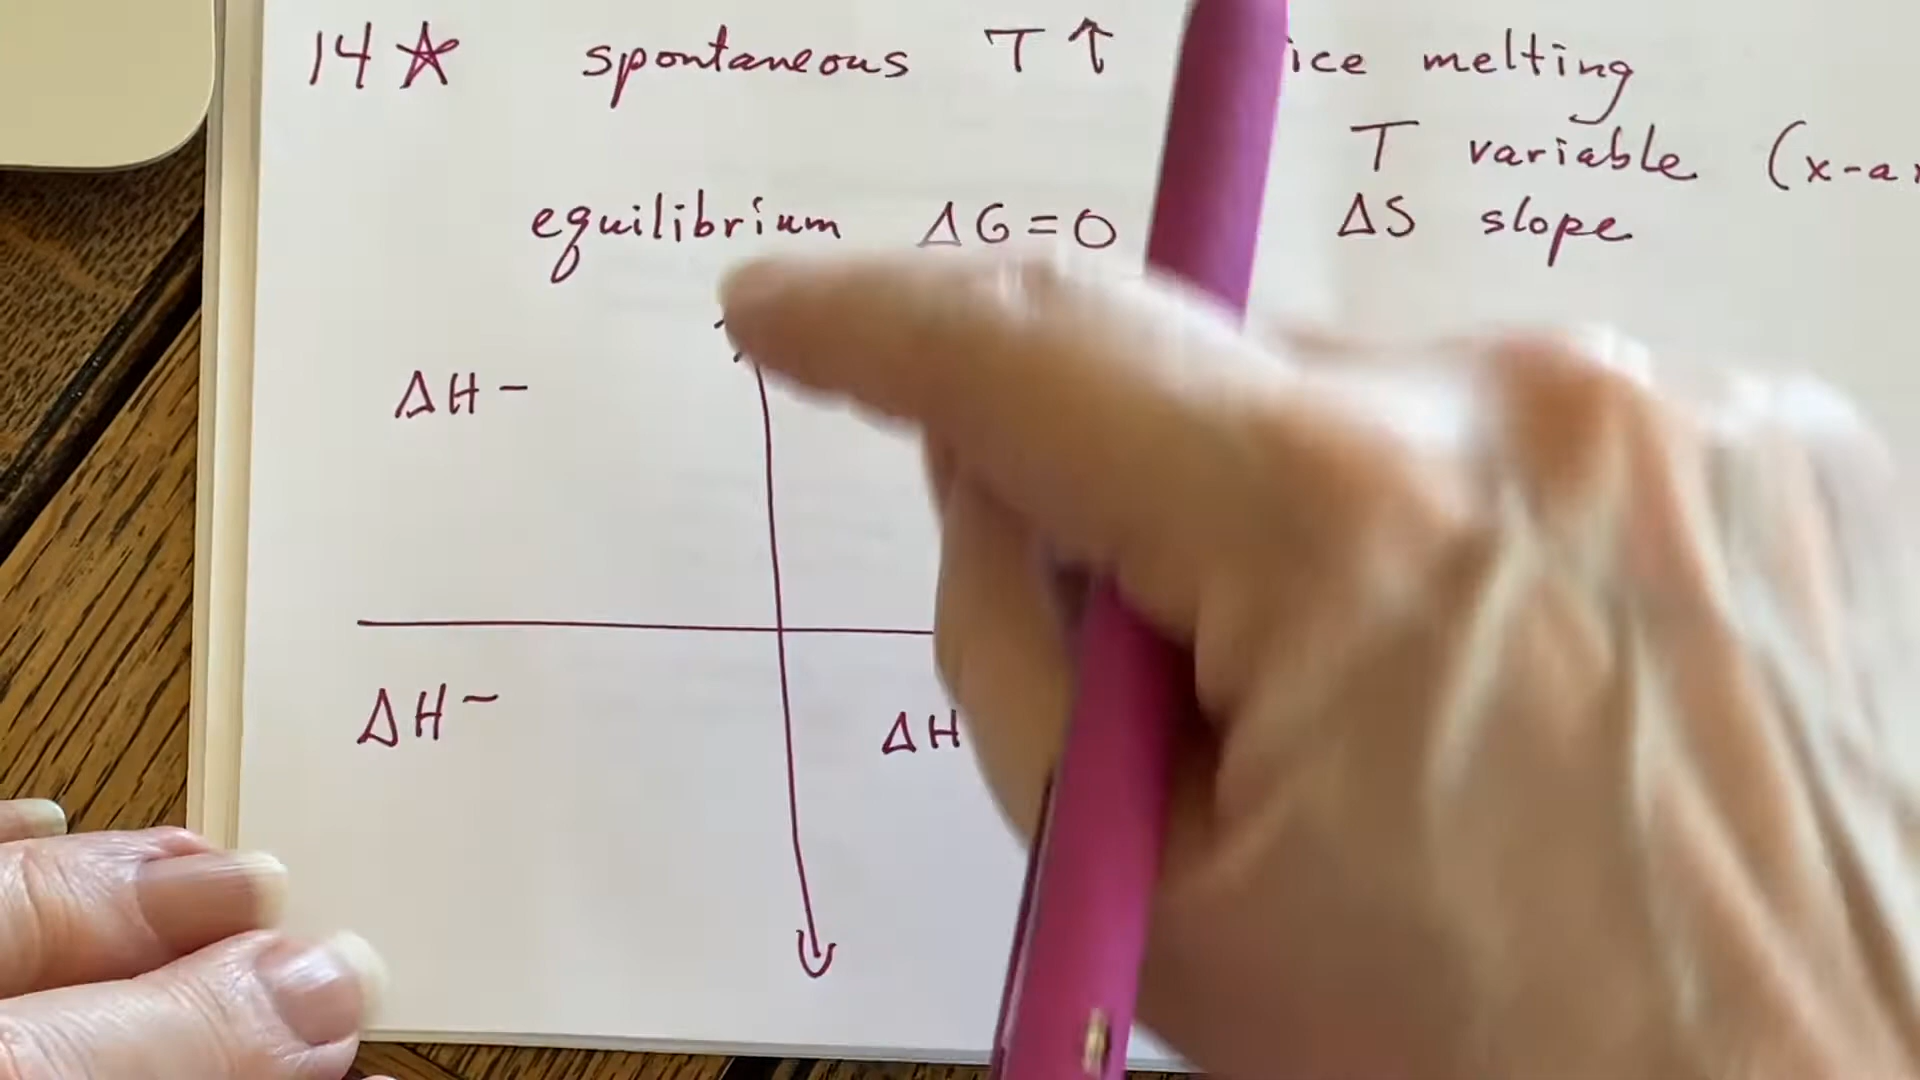 14☆ spontaneous T↑ ice melting
T variable (x-a
equilibrium ΔG=0 ΔS slope
ΔH -
ΔH - ΔH